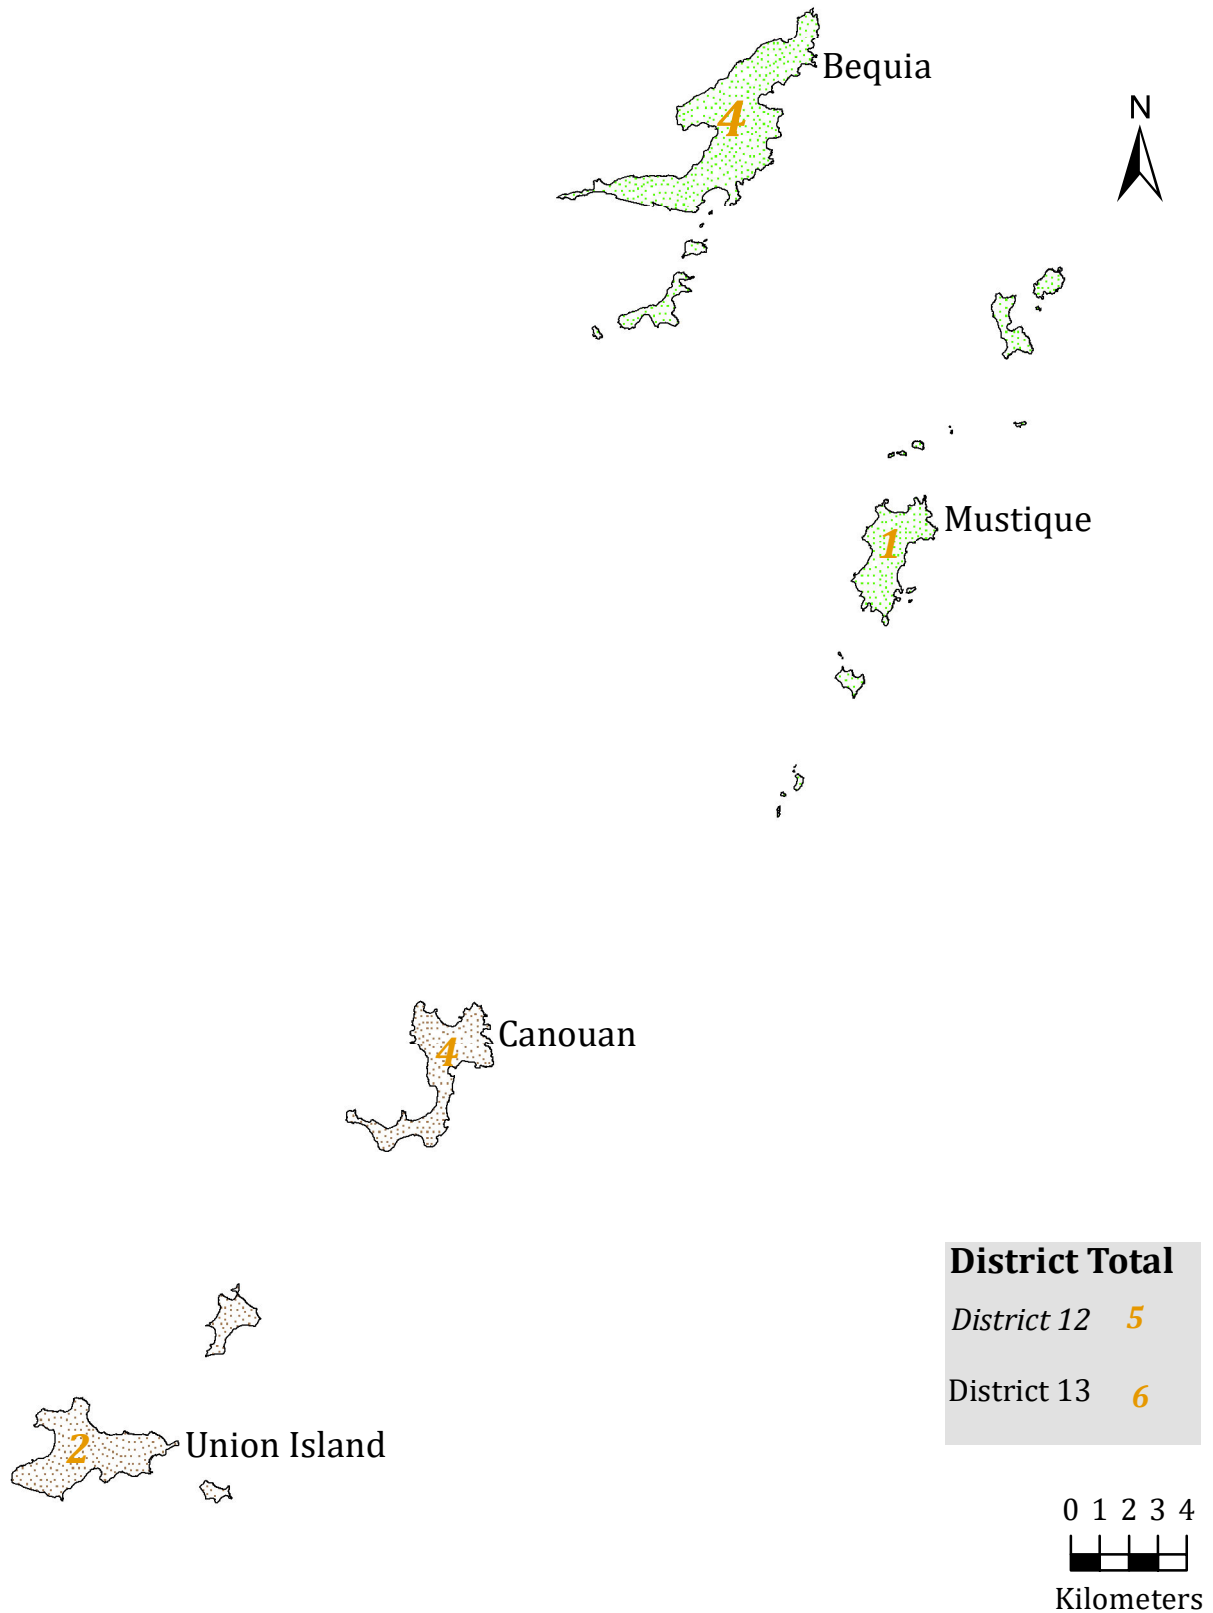 Bequia
4
N
Mustique
1
Canouan
4
District Total
District 12 5
District 13 6
Union Island
2
0 1 2 3 4
Kilometers